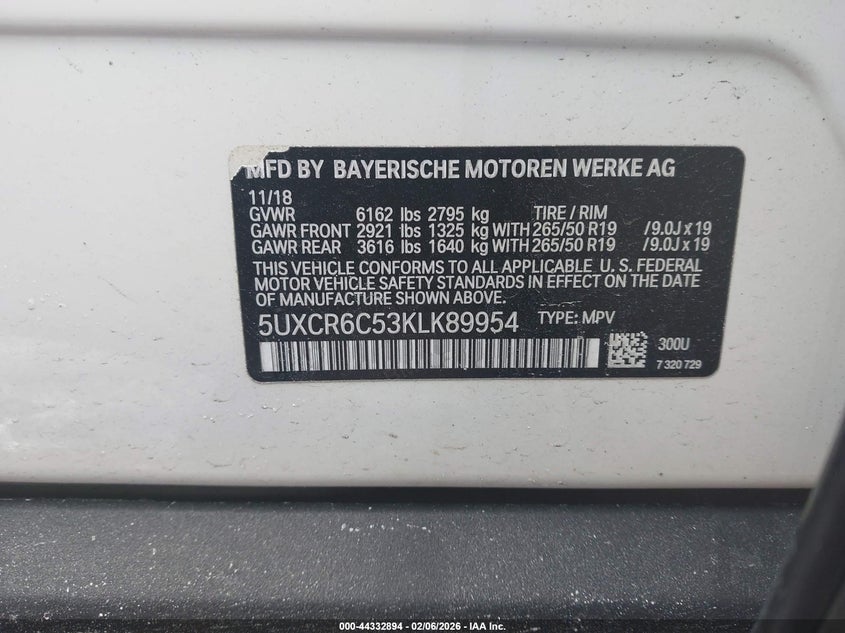 MFD BY BAYERISCHE MOTOREN WERKE AG
11/18
GVWR 6162 lbs 2795 kg TIRE / RIM
GAWR FRONT 2921 lbs 1325 kg WITH 265/50 R19 /9.0J x 19
GAWR REAR 3616 lbs 1640 kg WITH 265/50 R19 /9.0J x 19
THIS VEHICLE CONFORMS TO ALL APPLICABLE U. S. FEDERAL
MOTOR VEHICLE SAFETY STANDARDS IN EFFECT ON THE DATE
OF MANUFACTURE SHOWN ABOVE.
5UXCR6C53KLK89954 TYPE: MPV
300U
7 320 729
000-44332894 - 02/06/2026 - IAA Inc.